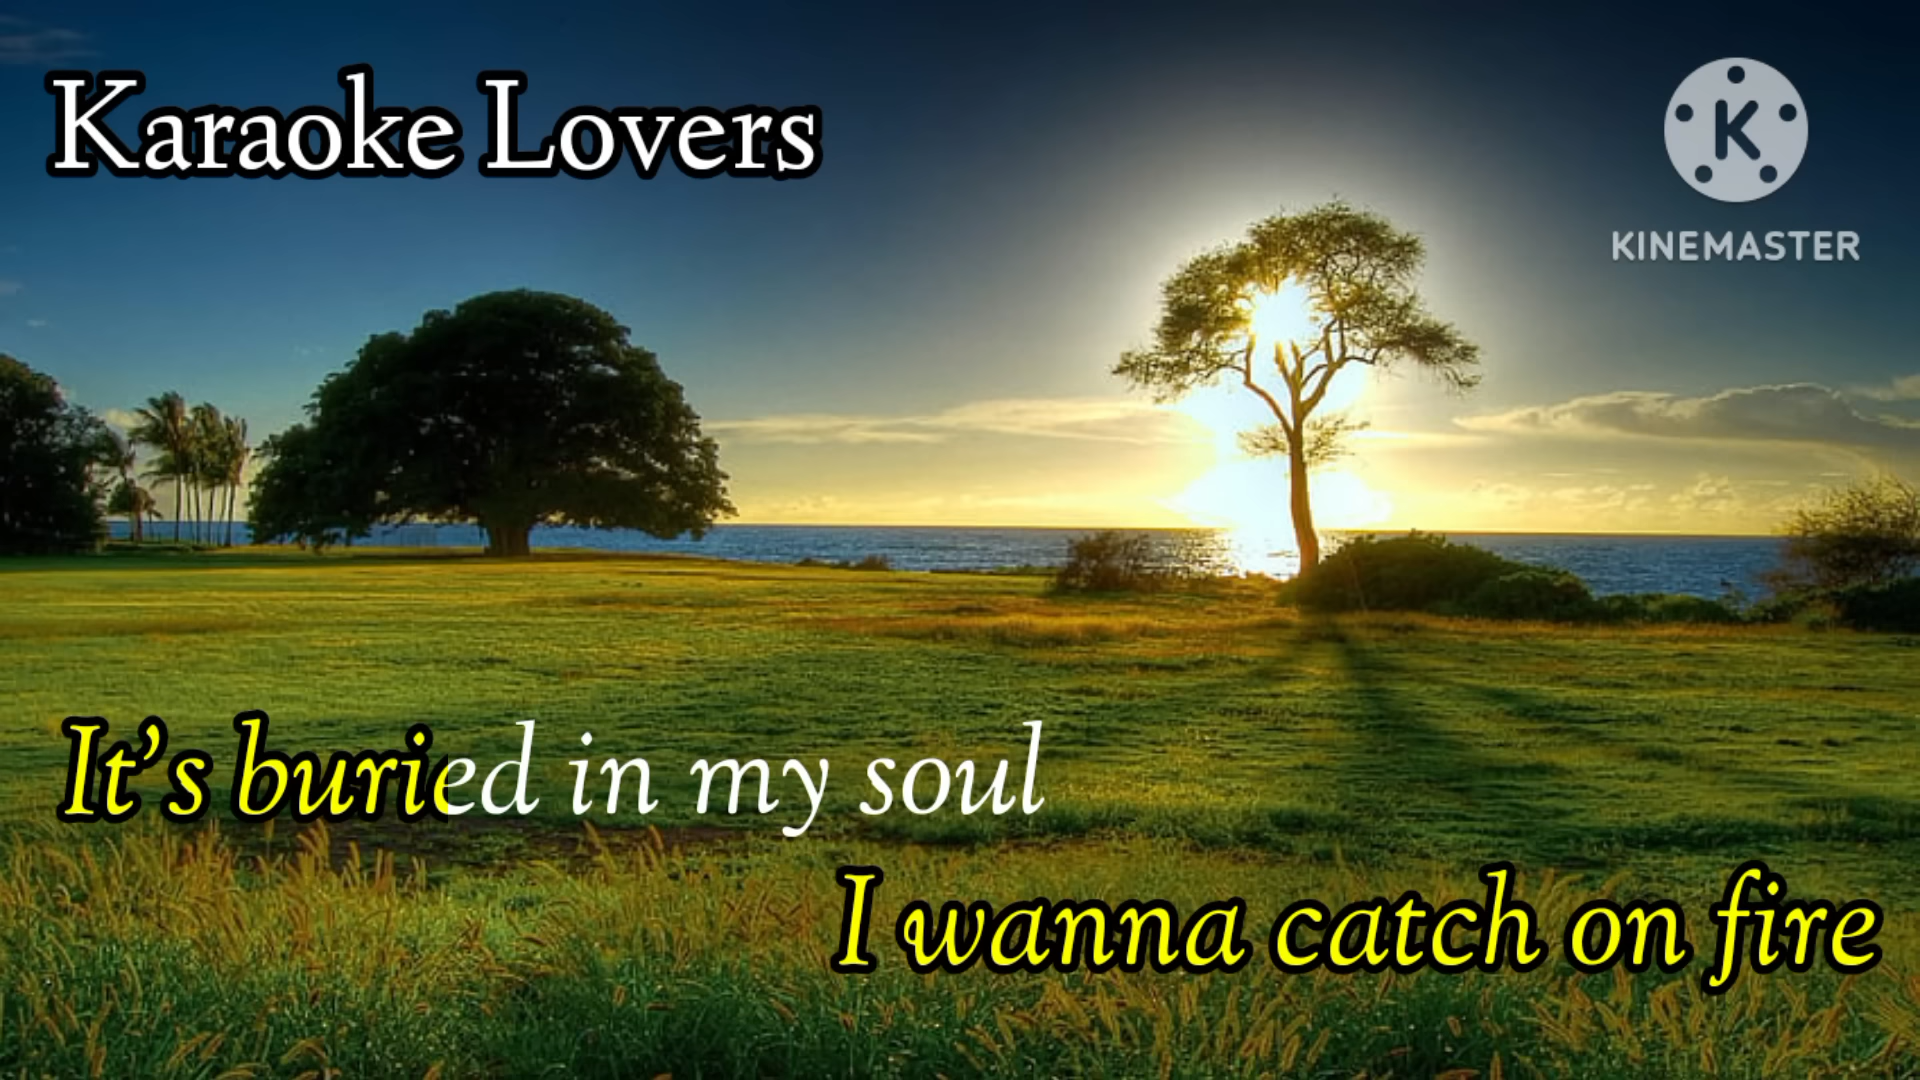 Karaoke Lovers
KINEMASTER
It's buried in my soul
I wanna catch on fire